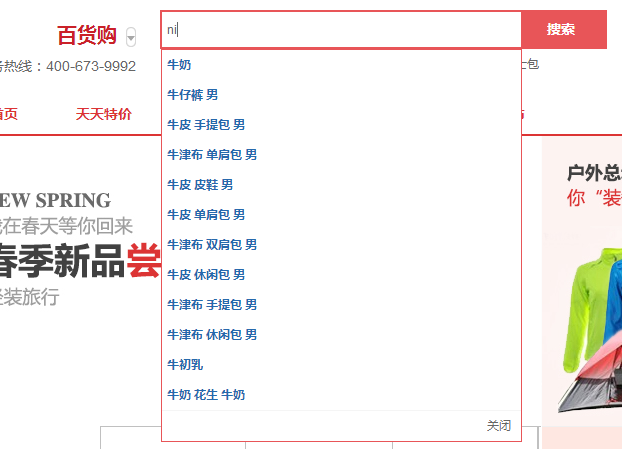 百货购
ni
搜索
热线：400-673-9992
士包
首页
天天特价
牛奶
牛仔裤 男
牛皮 手提包 男
牛津布 单肩包 男
牛皮 皮鞋 男
牛皮 单肩包 男
牛津布 双肩包 男
牛皮 休闲包 男
牛津布 手提包 男
牛津布 休闲包 男
牛初乳
牛奶 花生 牛奶
关闭
EW SPRING
在春天等你回来
春季新品尝
轻装旅行
户外总
你“装